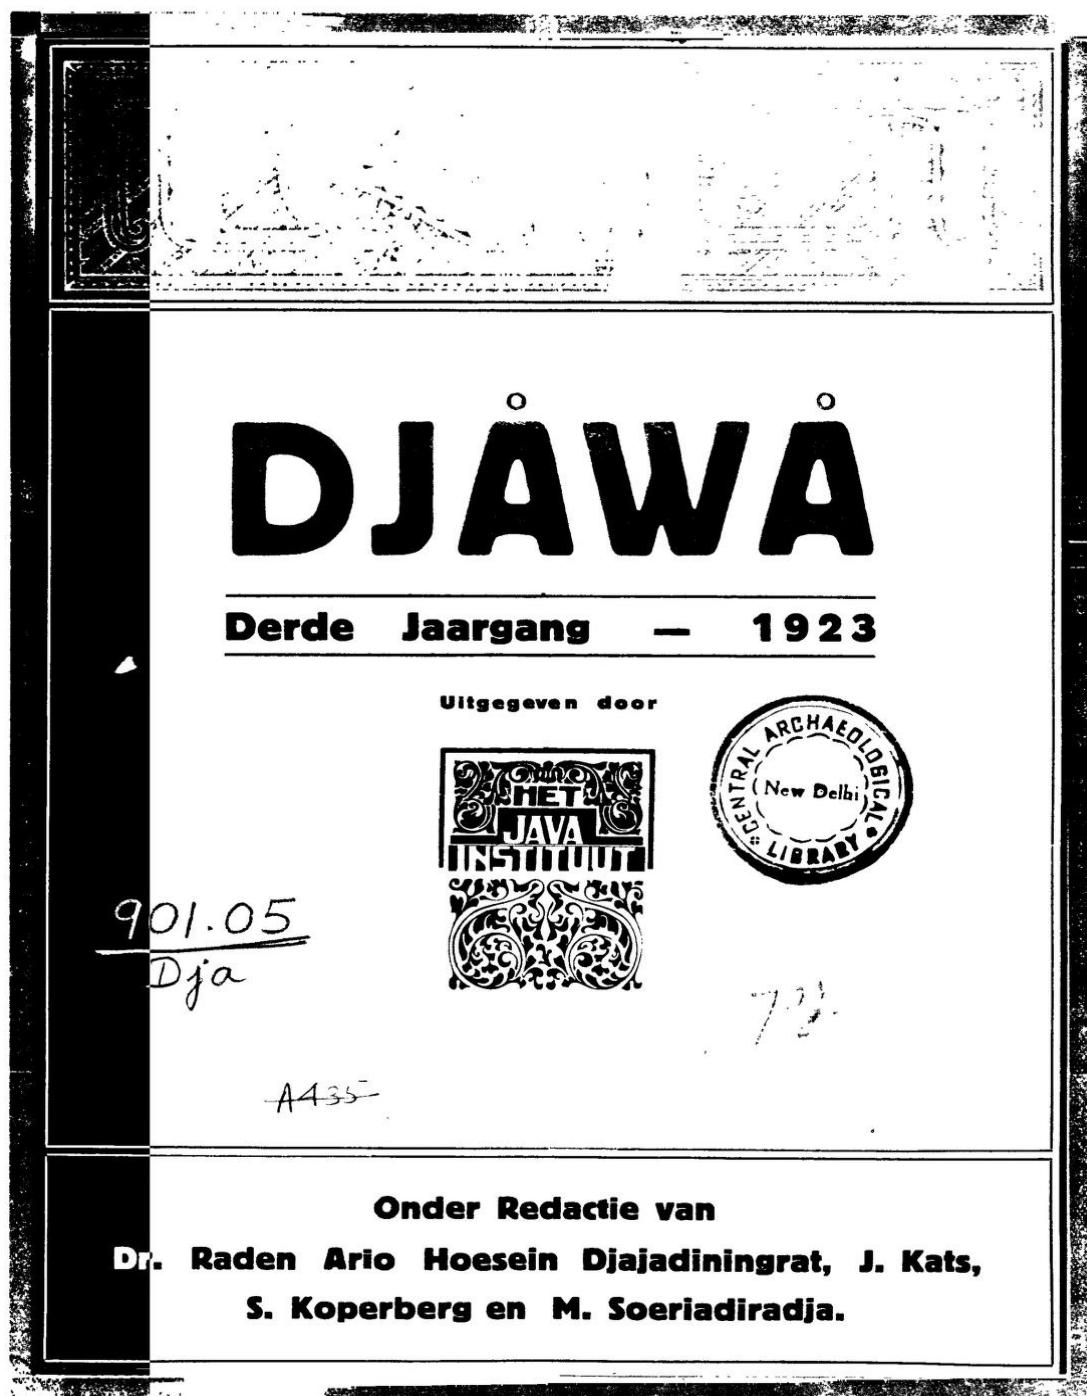 DJÅWÅ
Derde Jaargang — 1923
Uitgegeven door
HET
JAVA
INSTITUUT
CENTRAL ARCHAEOLOGICAL
New Delhi
LIBRARY
901.05
Dja
A435
Onder Redactie van
Dr. Raden Ario Hoesein Djajadiningrat, J. Kats,
S. Koperberg en M. Soeriadiradja.